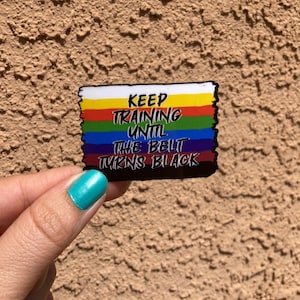 KEEP
TRAINING
UNTIL
THE BELT
TURNS BLACK